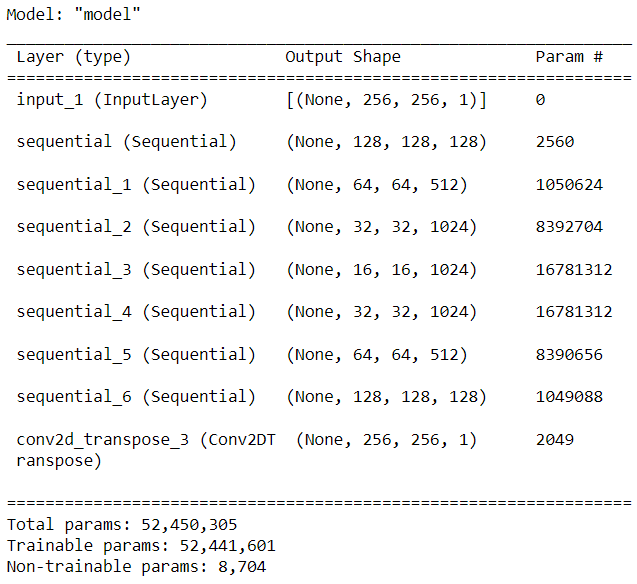 Model: "model"
_________________________________________________________________
Layer (type) Output Shape Param #
=================================================================
input_1 (InputLayer) [(None, 256, 256, 1)] 0
sequential (Sequential) (None, 128, 128, 128) 2560
sequential_1 (Sequential) (None, 64, 64, 512) 1050624
sequential_2 (Sequential) (None, 32, 32, 1024) 8392704
sequential_3 (Sequential) (None, 16, 16, 1024) 16781312
sequential_4 (Sequential) (None, 32, 32, 1024) 16781312
sequential_5 (Sequential) (None, 64, 64, 512) 8390656
sequential_6 (Sequential) (None, 128, 128, 128) 1049088
conv2d_transpose_3 (Conv2DT (None, 256, 256, 1) 2049
ranspose)
=================================================================
Total params: 52,450,305
Trainable params: 52,441,601
Non-trainable params: 8,704